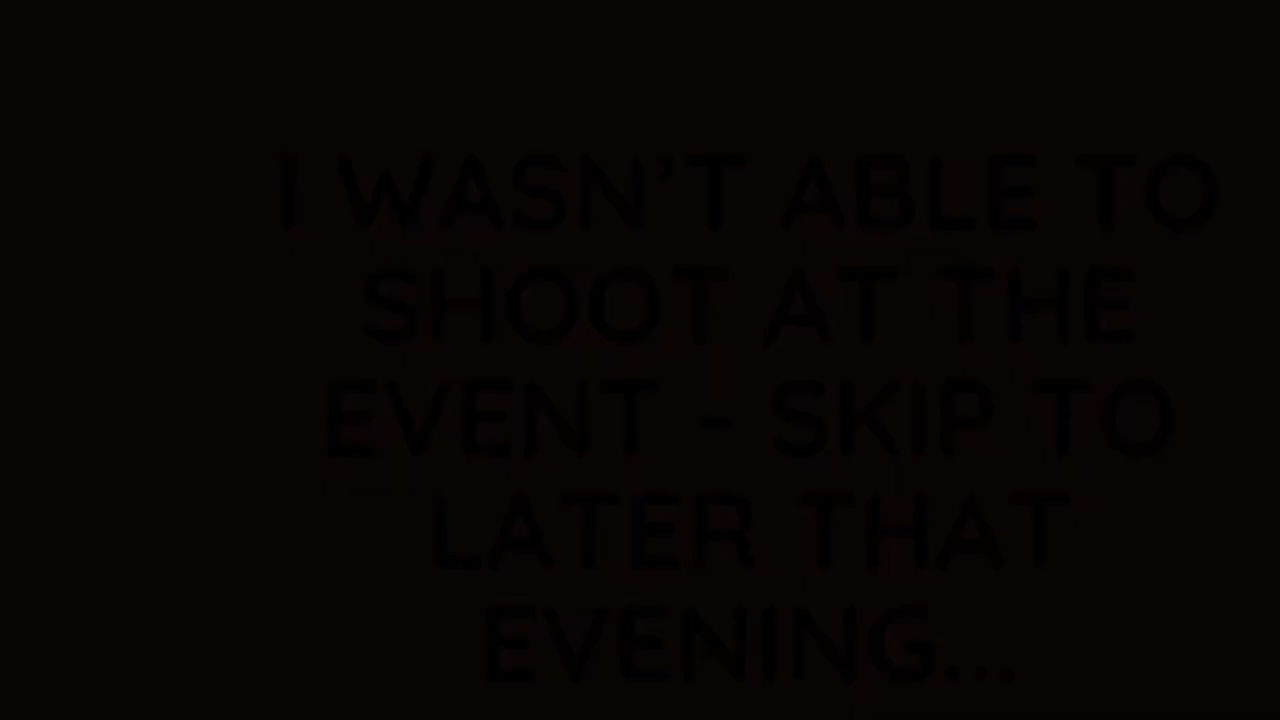 I WASN'T ABLE TO
SHOOT AT THE
EVENT - SKIP TO
LATER THAT
EVENING...